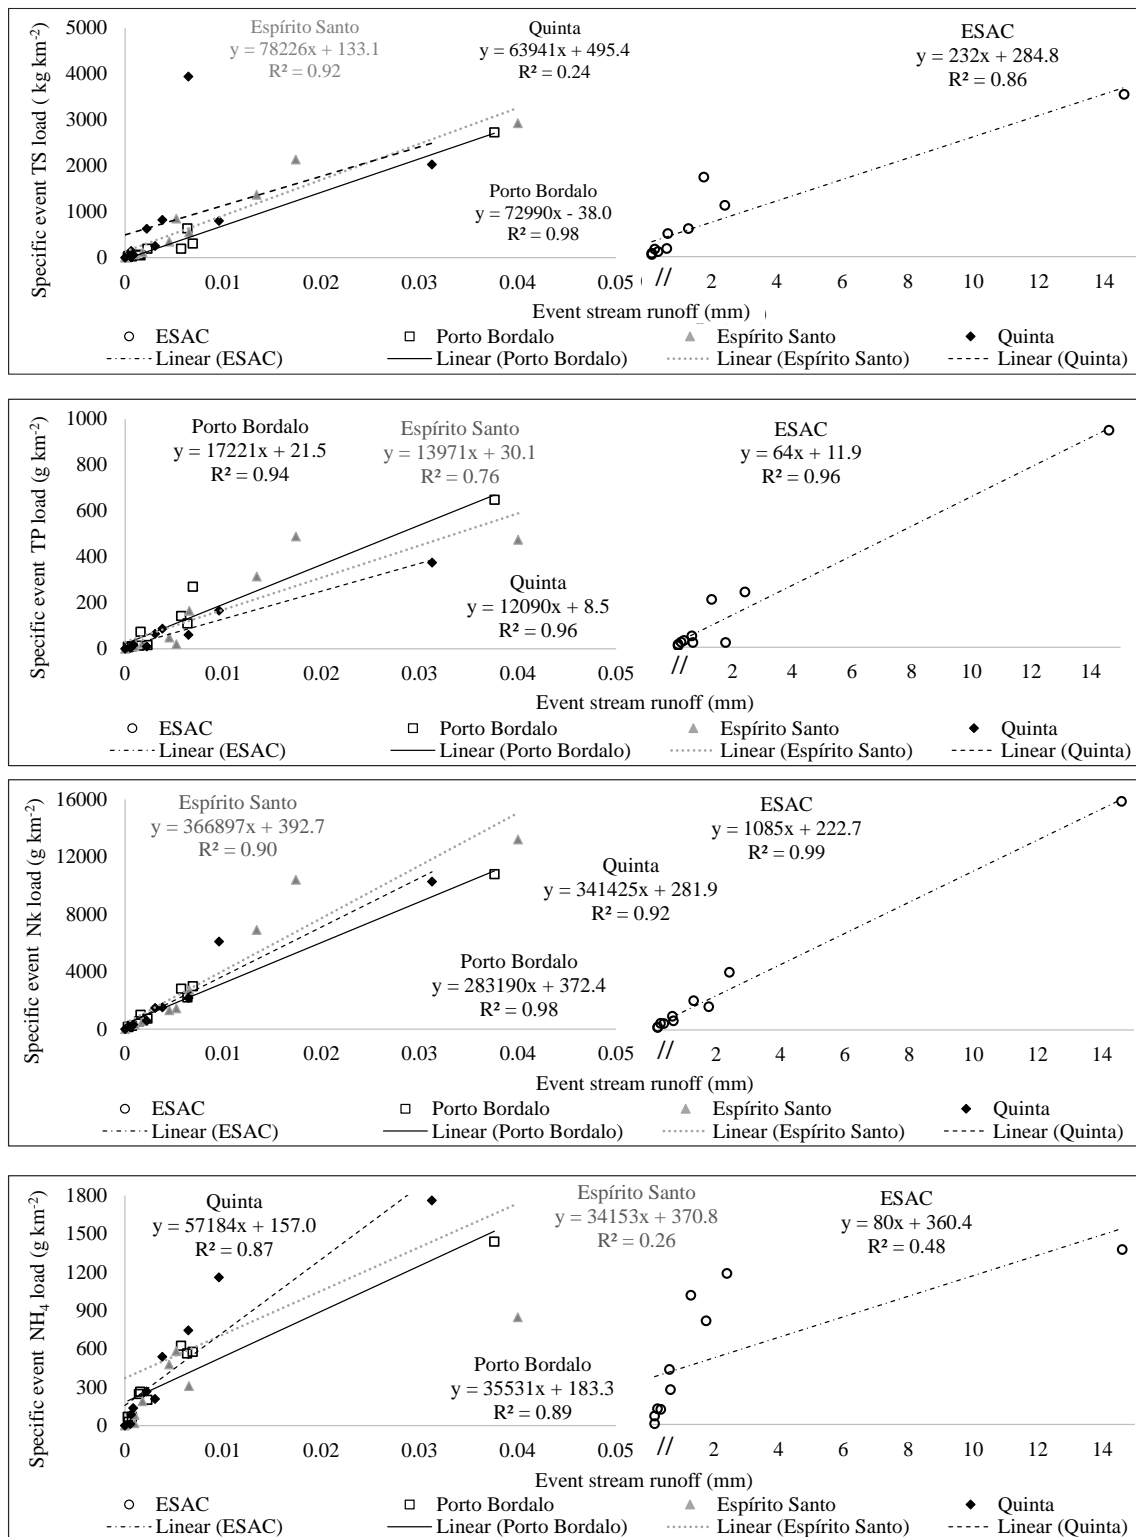 Specific event TS load ( kg km⁻²)
5000
4000
3000
2000
1000
0
Espírito Santo
y = 78226x + 133.1
R² = 0.92
Quinta
y = 63941x + 495.4
R² = 0.24
ESAC
y = 232x + 284.8
R² = 0.86
Porto Bordalo
y = 72990x - 38.0
R² = 0.98
0 0.01 0.02 0.03 0.04 0.05 // 2 4 6 8 10 12 14
Event stream runoff (mm) )
ESAC Porto Bordalo Espírito Santo Quinta
Linear (ESAC) Linear (Porto Bordalo) Linear (Espírito Santo) Linear (Quinta)
Specific event TP load (g km⁻²)
1000
800
600
400
200
0
Porto Bordalo
y = 17221x + 21.5
R² = 0.94
Espírito Santo
y = 13971x + 30.1
R² = 0.76
ESAC
y = 64x + 11.9
R² = 0.96
Quinta
y = 12090x + 8.5
R² = 0.96
0 0.01 0.02 0.03 0.04 0.05 // 2 4 6 8 10 12 14
Event stream runoff (mm)
ESAC Porto Bordalo Espírito Santo Quinta
Linear (ESAC) Linear (Porto Bordalo) Linear (Espírito Santo) Linear (Quinta)
Specific event Nk load (g km⁻²)
16000
12000
8000
4000
0
Espírito Santo
y = 366897x + 392.7
R² = 0.90
ESAC
y = 1085x + 222.7
R² = 0.99
Quinta
y = 341425x + 281.9
R² = 0.92
Porto Bordalo
y = 283190x + 372.4
R² = 0.98
0 0.01 0.02 0.03 0.04 0.05 // 2 4 6 8 10 12 14
Event stream runoff (mm)
ESAC Porto Bordalo Espírito Santo Quinta
Linear (ESAC) Linear (Porto Bordalo) Linear (Espírito Santo) Linear (Quinta)
Specific event NH₄ load (g km⁻²)
1800
1500
1200
900
600
300
0
Quinta
y = 57184x + 157.0
R² = 0.87
Espírito Santo
y = 34153x + 370.8
R² = 0.26
ESAC
y = 80x + 360.4
R² = 0.48
Porto Bordalo
y = 35531x + 183.3
R² = 0.89
0 0.01 0.02 0.03 0.04 0.05 // 2 4 6 8 10 12 14
Event stream runoff (mm)
ESAC Porto Bordalo Espírito Santo Quinta
Linear (ESAC) Linear (Porto Bordalo) Linear (Espírito Santo) Linear (Quinta)